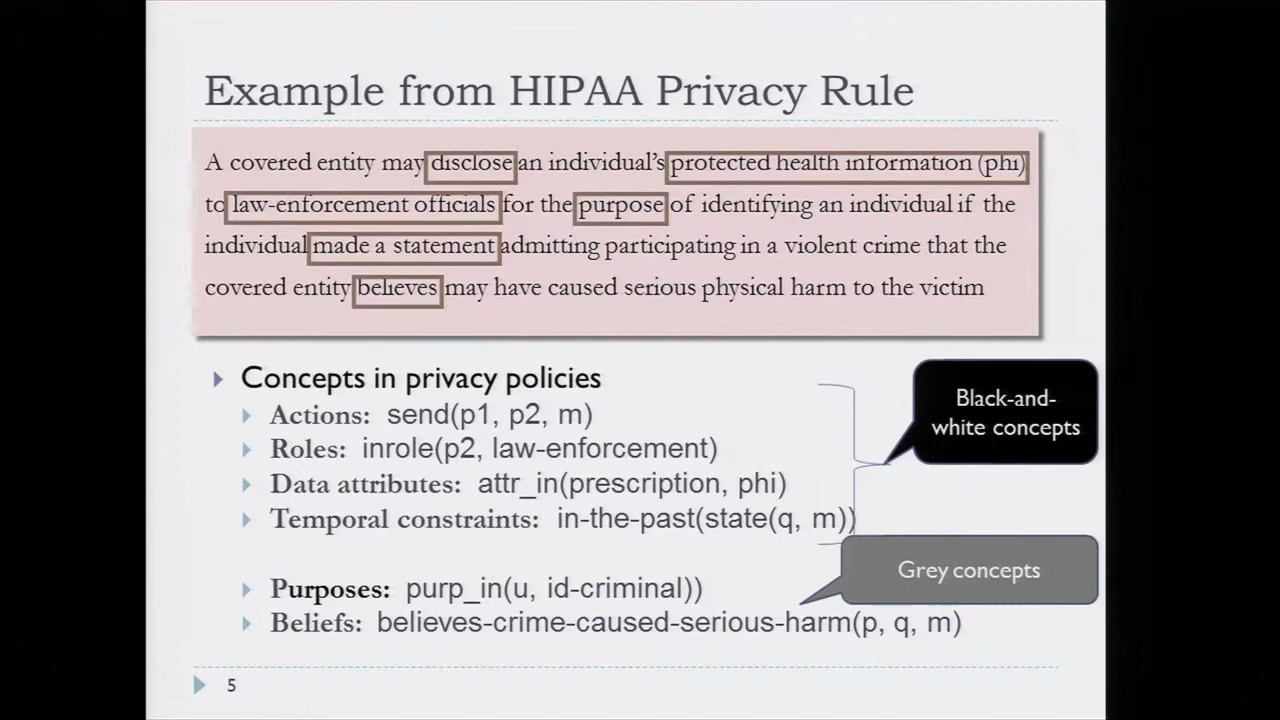 Example from HIPAA Privacy Rule
A covered entity may disclose an individual's protected health information (phi)
to law-enforcement officials for the purpose of identifying an individual if the
individual made a statement admitting participating in a violent crime that the
covered entity believes may have caused serious physical harm to the victim
Concepts in privacy policies
Actions: send(p1, p2, m)
Roles: inrole(p2, law-enforcement)
Data attributes: attr_in(prescription, phi)
Temporal constraints: in-the-past(state(q, m))
Black-and-
white concepts
Grey concepts
Purposes: purp_in(u, id-criminal))
Beliefs: believes-crime-caused-serious-harm(p, q, m)
5